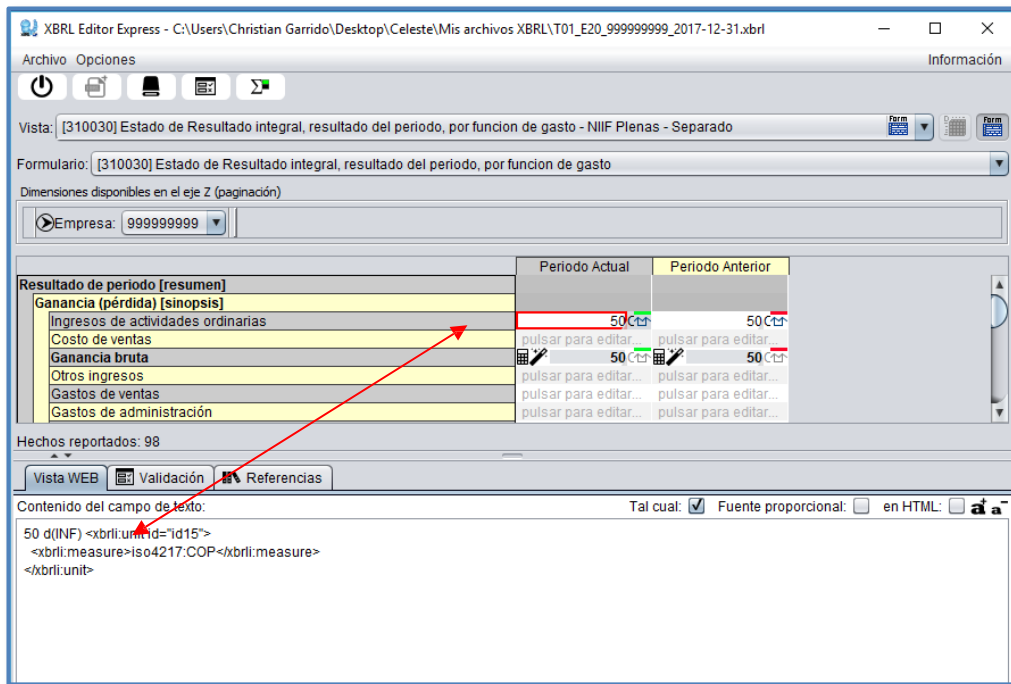 XBRL Editor Express - C:\Users\Christian Garrido\Desktop\Celeste\Mis archivos XBRL\T01_E20_999999999_2017-12-31.xbrl
Archivo Opciones Información
Vista: [310030] Estado de Resultado integral, resultado del periodo, por funcion de gasto - NIIF Plenas - Separado
Formulario: [310030] Estado de Resultado integral, resultado del periodo, por funcion de gasto
Dimensiones disponibles en el eje Z (paginación)
Empresa: 999999999
Periodo Actual Periodo Anterior
Resultado de periodo [resumen]
Ganancia (pérdida) [sinopsis]
Ingresos de actividades ordinarias 50 50
Costo de ventas pulsar para editar... pulsar para editar...
Ganancia bruta 50 50
Otros ingresos pulsar para editar... pulsar para editar...
Gastos de ventas pulsar para editar... pulsar para editar...
Gastos de administración pulsar para editar... pulsar para editar...
Hechos reportados: 98
Vista WEB Validación Referencias
Contenido del campo de texto: Tal cual: Fuente proporcional: en HTML: a+ a-
50 d(INF) <xbrli:unit id="id15">
<xbrli:measure>iso4217:COP</xbrli:measure>
</xbrli:unit>